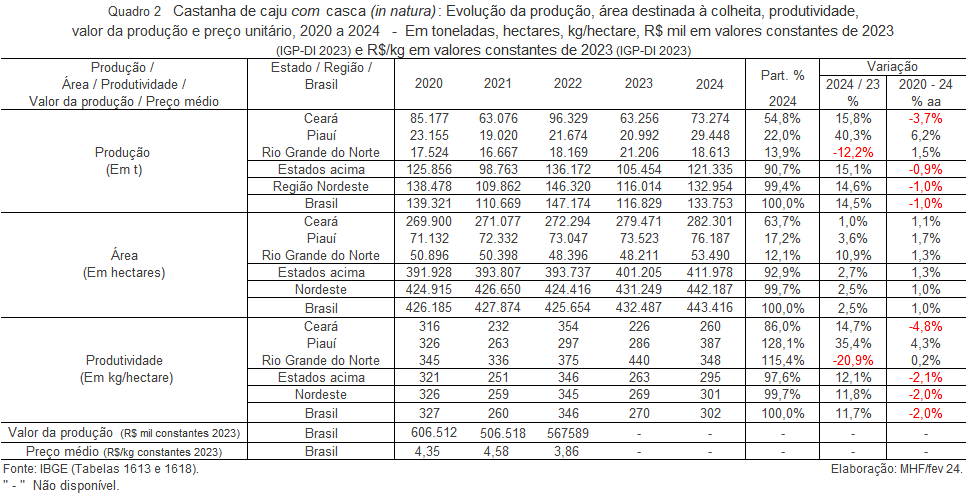 Quadro 2 Castanha de caju com casca (in natura): Evolução da produção, área destinada à colheita, produtividade,
valor da produção e preço unitário, 2020 a 2024 - Em toneladas, hectares, kg/hectare, R$ mil em valores constantes de 2023
(IGP-DI 2023) e R$/kg em valores constantes de 2023 (IGP-DI 2023)
Produção / Estado / Região / Part. % Variação
Área / Produtividade / Brasil 2020 2021 2022 2023 2024 2024 / 23 2020 - 24
Valor da produção / Preço médio 2024 % % aa
Ceará 85.177 63.076 96.329 63.256 73.274 54,8% 15,8% -3,7%
Piauí 23.155 19.020 21.674 20.992 29.448 22,0% 40,3% 6,2%
Produção Rio Grande do Norte 17.524 16.667 18.169 21.206 18.613 13,9% -12,2% 1,5%
(Em t) Estados acima 125.856 98.763 136.172 105.454 121.335 90,7% 15,1% -0,9%
Região Nordeste 138.478 109.862 146.320 116.014 132.954 99,4% 14,6% -1,0%
Brasil 139.321 110.669 147.174 116.829 133.753 100,0% 14,5% -1,0%
Ceará 269.900 271.077 272.294 279.471 282.301 63,7% 1,0% 1,1%
Piauí 71.132 72.332 73.047 73.523 76.187 17,2% 3,6% 1,7%
Área Rio Grande do Norte 50.896 50.398 48.396 48.211 53.490 12,1% 10,9% 1,3%
(Em hectares) Estados acima 391.928 393.807 393.737 401.205 411.978 92,9% 2,7% 1,3%
Nordeste 424.915 426.650 424.416 431.249 442.187 99,7% 2,5% 1,0%
Brasil 426.185 427.874 425.654 432.487 443.416 100,0% 2,5% 1,0%
Ceará 316 232 354 226 260 86,0% 14,7% -4,8%
Piauí 326 263 297 286 387 128,1% 35,4% 4,3%
Produtividade Rio Grande do Norte 345 336 375 440 348 115,4% -20,9% 0,2%
(Em kg/hectare) Estados acima 321 251 346 263 295 97,6% 12,1% -2,1%
Nordeste 326 259 345 269 301 99,7% 11,8% -2,0%
Brasil 327 260 346 270 302 100,0% 11,7% -2,0%
Valor da produção (R$ mil constantes 2023) Brasil 606.512 506.518 567589 - - - - -
Preço médio (R$/kg constantes 2023) Brasil 4,35 4,58 3,86 - - - - -
Fonte: IBGE (Tabelas 1613 e 1618). Elaboração: MHF/fev 24.
" - " Não disponível.